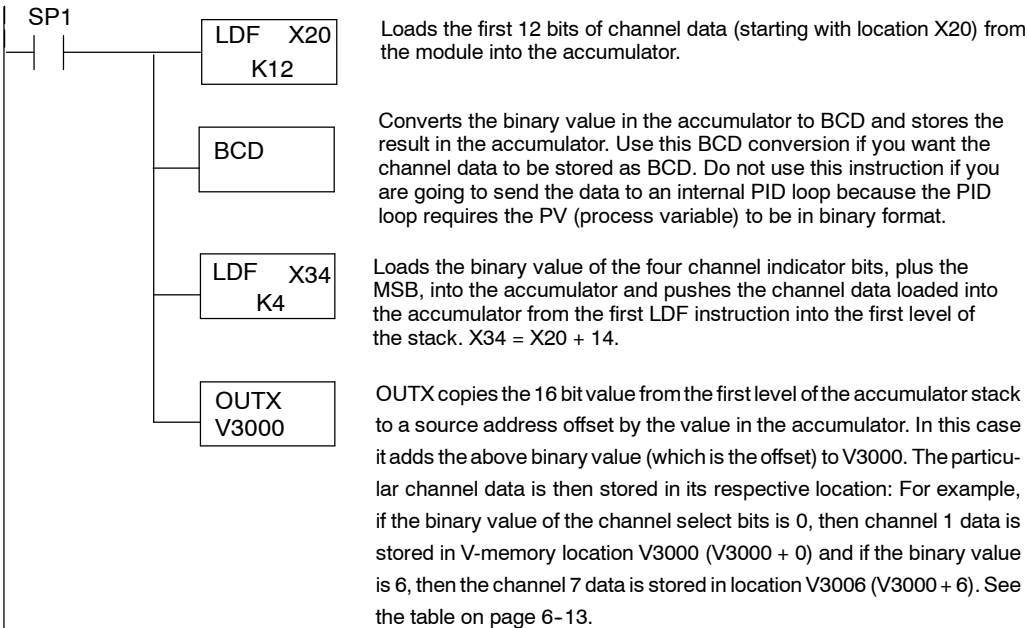 SP1
LDF X20
K12
Loads the first 12 bits of channel data (starting with location X20) from
the module into the accumulator.
BCD
Converts the binary value in the accumulator to BCD and stores the
result in the accumulator. Use this BCD conversion if you want the
channel data to be stored as BCD. Do not use this instruction if you
are going to send the data to an internal PID loop because the PID
loop requires the PV (process variable) to be in binary format.
LDF X34
K4
Loads the binary value of the four channel indicator bits, plus the
MSB, into the accumulator and pushes the channel data loaded into
the accumulator from the first LDF instruction into the first level of
the stack. X34 = X20 + 14.
OUTX
V3000
OUTX copies the 16 bit value from the first level of the accumulator stack
to a source address offset by the value in the accumulator. In this case
it adds the above binary value (which is the offset) to V3000. The particu-
lar channel data is then stored in its respective location: For example,
if the binary value of the channel select bits is 0, then channel 1 data is
stored in V-memory location V3000 (V3000 + 0) and if the binary value
is 6, then the channel 7 data is stored in location V3006 (V3000 + 6). See
the table on page 6-13.